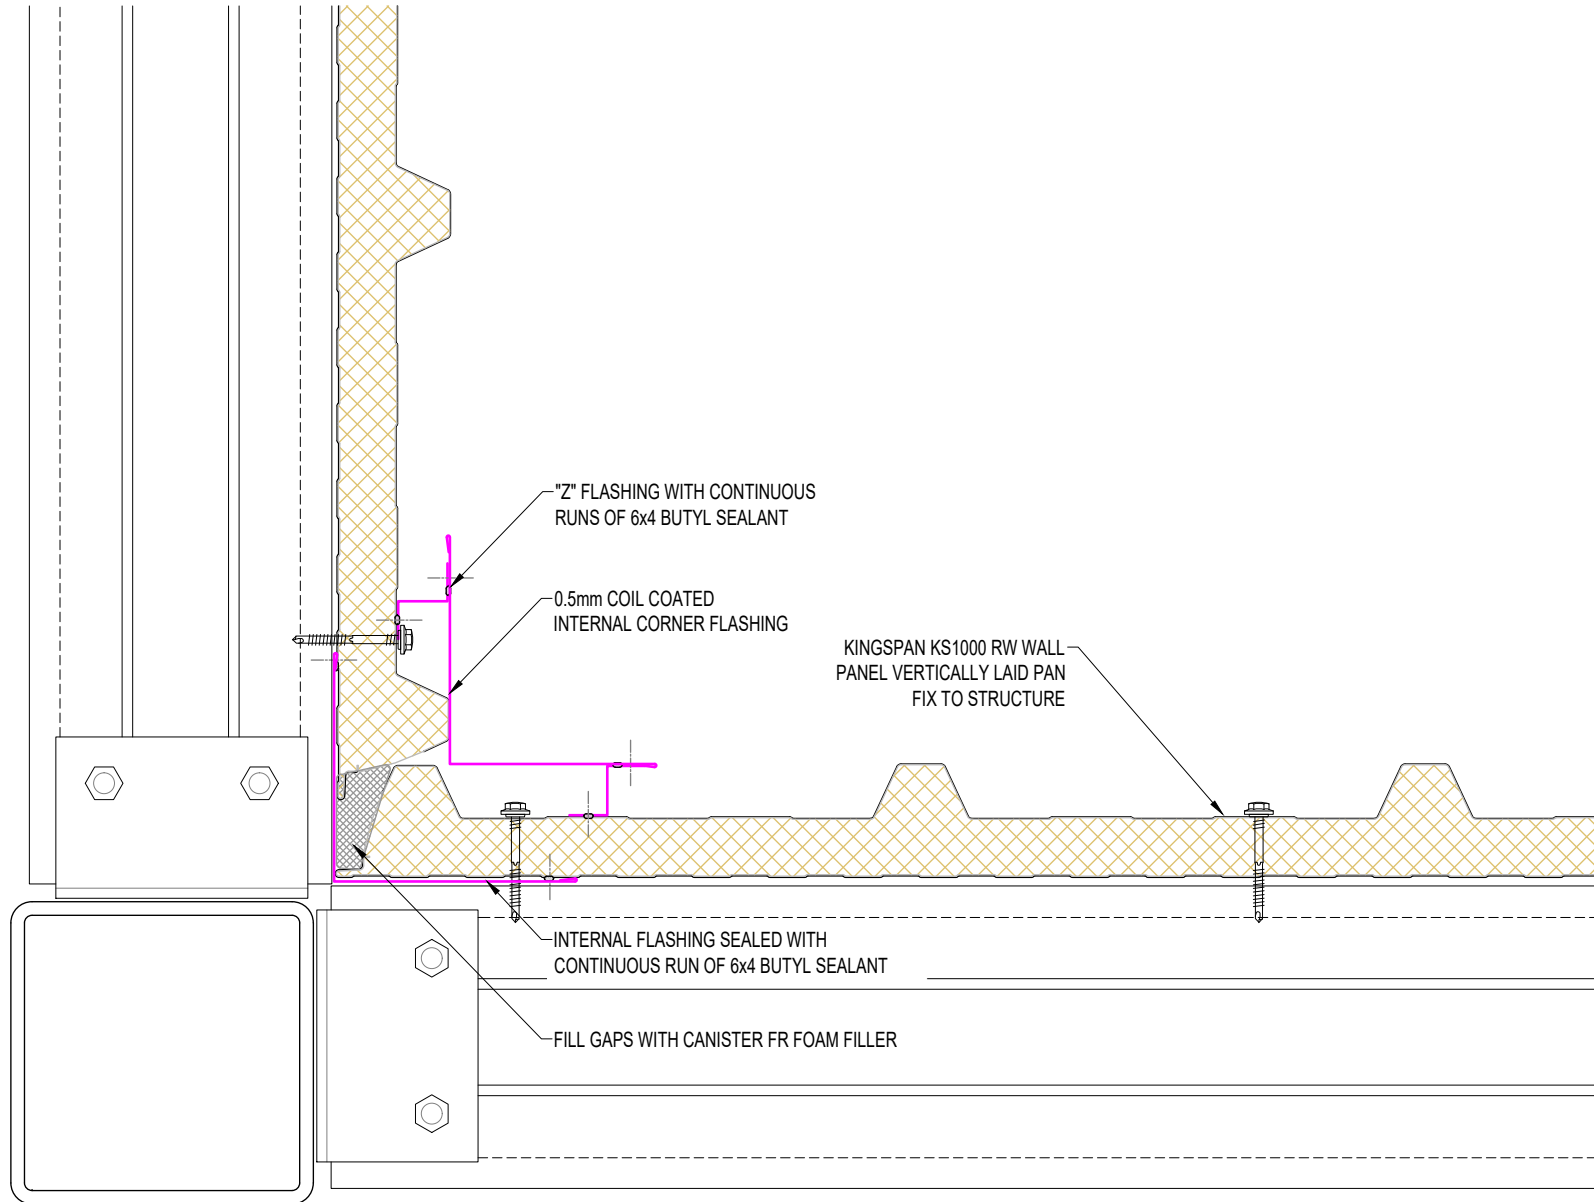 "Z" FLASHING WITH CONTINUOUS
RUNS OF 6x4 BUTYL SEALANT
0.5mm COIL COATED
INTERNAL CORNER FLASHING
KINGSPAN KS1000 RW WALL
PANEL VERTICALLY LAID PAN
FIX TO STRUCTURE
INTERNAL FLASHING SEALED WITH
CONTINUOUS RUN OF 6x4 BUTYL SEALANT
FILL GAPS WITH CANISTER FR FOAM FILLER